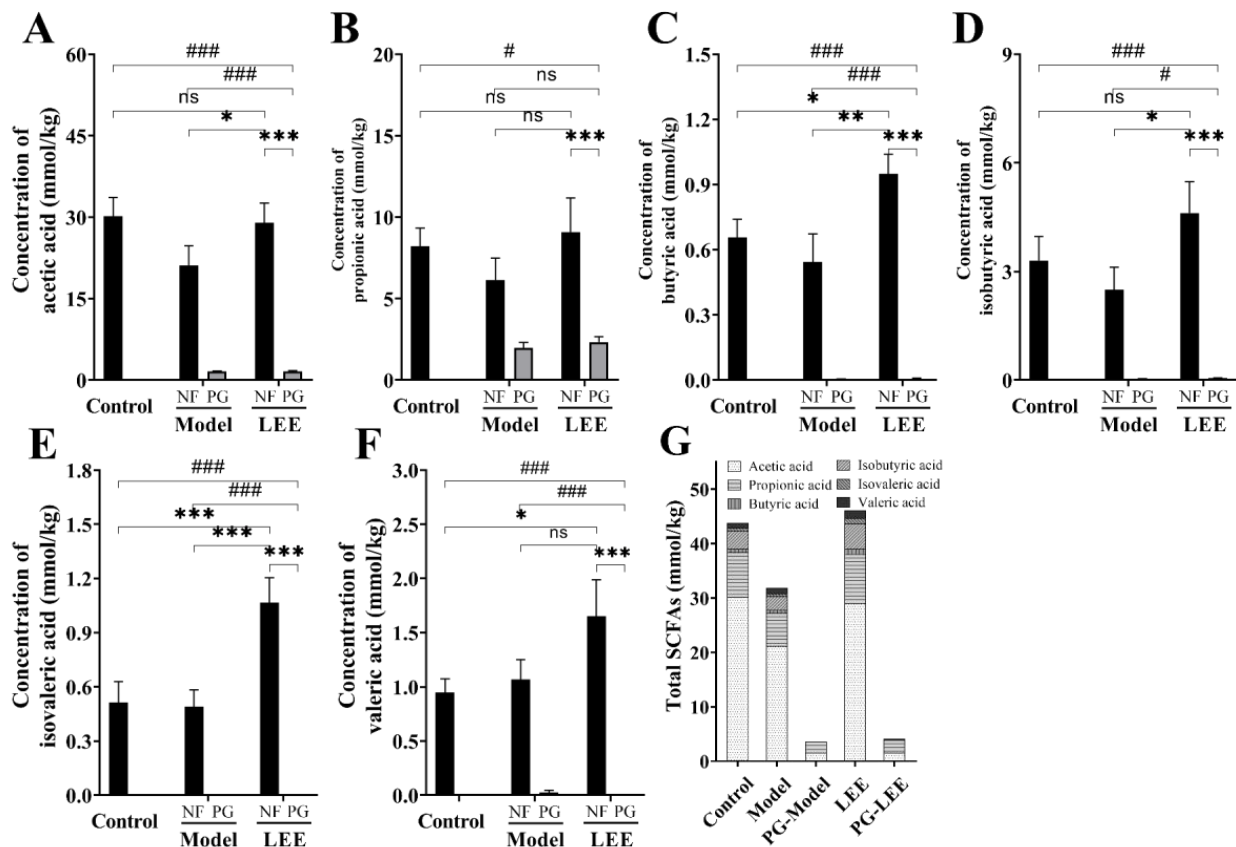 A
Concentration of
acetic acid (mmol/kg)
60
45
30
15
0
###
###
ns
*
***
NF PG NF PG
Control
Model LEE
B
Concentration of
propionic acid (mmol/kg)
20
15
10
5
0
#
ns
ns
ns
***
NF PG NF PG
Control
Model LEE
C
Concentration of
butyric acid (mmol/kg)
1.5
1.2
0.9
0.6
0.3
0.0
###
###
*
**
***
NF PG NF PG
Control
Model LEE
D
Concentration of
isobutyric acid (mmol/kg)
9
6
3
0
###
#
ns
*
***
NF PG NF PG
Control
Model LEE
E
Concentration of
isovaleric acid (mmol/kg)
1.8
1.5
1.2
0.9
0.6
0.3
0.0
###
###
***
***
***
NF PG NF PG
Control
Model LEE
F
Concentration of
valeric acid (mmol/kg)
3.0
2.5
2.0
1.5
1.0
0.5
0.0
###
###
*
ns
***
NF PG NF PG
Control
Model LEE
G
Total SCFAs (mmol/kg)
50
40
30
20
10
0
Acetic acid Isobutyric acid
Propionic acid Isovaleric acid
Butyric acid Valeric acid
Control
Model
PG-Model
LEE
PG-LEE